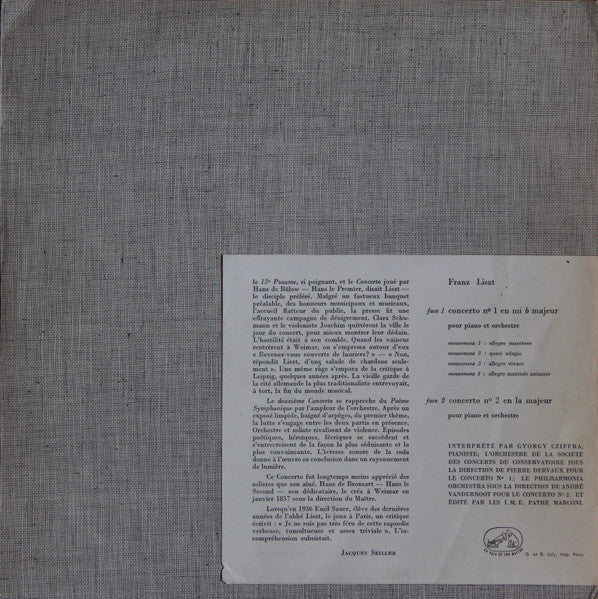 le 13e Psaume, si poignant, et le Concerto joué par
Hans de Bülow — Hans le Premier, disait Liszt —
le disciple préféré. Malgré un fastueux banquet
préalable, des honneurs municipaux et musicaux,
l'accueil flatteur du public, la presse fit une
effrayante campagne de dénigrement. Clara Schu-
mann et le violoniste Joachim quittèrent la ville le
jour du concert, pour mieux montrer leur dédain.
L'hostilité était à son comble. Quand les vaincus
rentrèrent à Weimar, on s'empressa autour d'eux
« Revenez-vous couverts de lauriers? » — « Non,
répondit Liszt, d'une salade de chardons seule-
ment ». Une même rage s'empara de la critique à
Leipzig, quelques années après. La vieille garde de
la cité allemande la plus traditionaliste entrevoyait,
à tort, la fin du monde musical.
Le deuxième Concerto se rapproche du Poème
Symphonique par l'ampleur de l'orchestre. Après un
exposé limpide, baigné d'arpèges, du premier thème,
la lutte s'engage entre les deux partis en présence.
Orchestre et soliste rivalisent de violence. Episodes
poétiques, héroïques, féeriques se succèdent et
s'entrecroisent de la façon la plus séduisante et la
plus convaincante. L'ivresse sonore de la coda
donne à l'œuvre sa conclusion dans un rayonnement
de lumière.
Ce Concerto fut longtemps moins apprécié des
solistes que son aîné. Hans de Bronsart — Hans le
Second — son dédicataire, le créa à Weimar en
janvier 1857 sous la direction du Maître.
Lorsqu'en 1936 Emil Sauer, élève des dernières
années de l'abbé Liszt, le joua à Paris, un critique
écrivit : « Je ne suis pas très féru de cette rapsodie
verbeuse, tumultueuse et assez triviale ». L'in-
compréhension subsistait.
Jacques Seiller
Franz Liszt
face 1 concerto nº 1 en mi b majeur
pour piano et orchestre
mouvement 1 : allegro maestoso
mouvement 2 : quasi adagio
mouvement 3 : allegro vivace
mouvement 4 : allegro marziale animato
face 2 concerto nº 2 en la majeur
pour piano et orchestre
INTERPRÉTÉ PAR GYORGY CZIFFRA,
PIANISTE; L'ORCHESTRE DE LA SOCIÉTÉ
DES CONCERTS DU CONSERVATOIRE SOUS
LA DIRECTION DE PIERRE DERVAUX POUR
LE CONCERTO Nº 1; LE PHILHARMONIA
ORCHESTRA SOUS LA DIRECTION DE ANDRÉ
VANDERNOOT POUR LE CONCERTO Nº 2; ET
ÉDITÉ PAR LES I.M.E. PATHÉ MARCONI.
LA VOIX DE SON MAITRE
G. et R. Joly, Imp. Paris